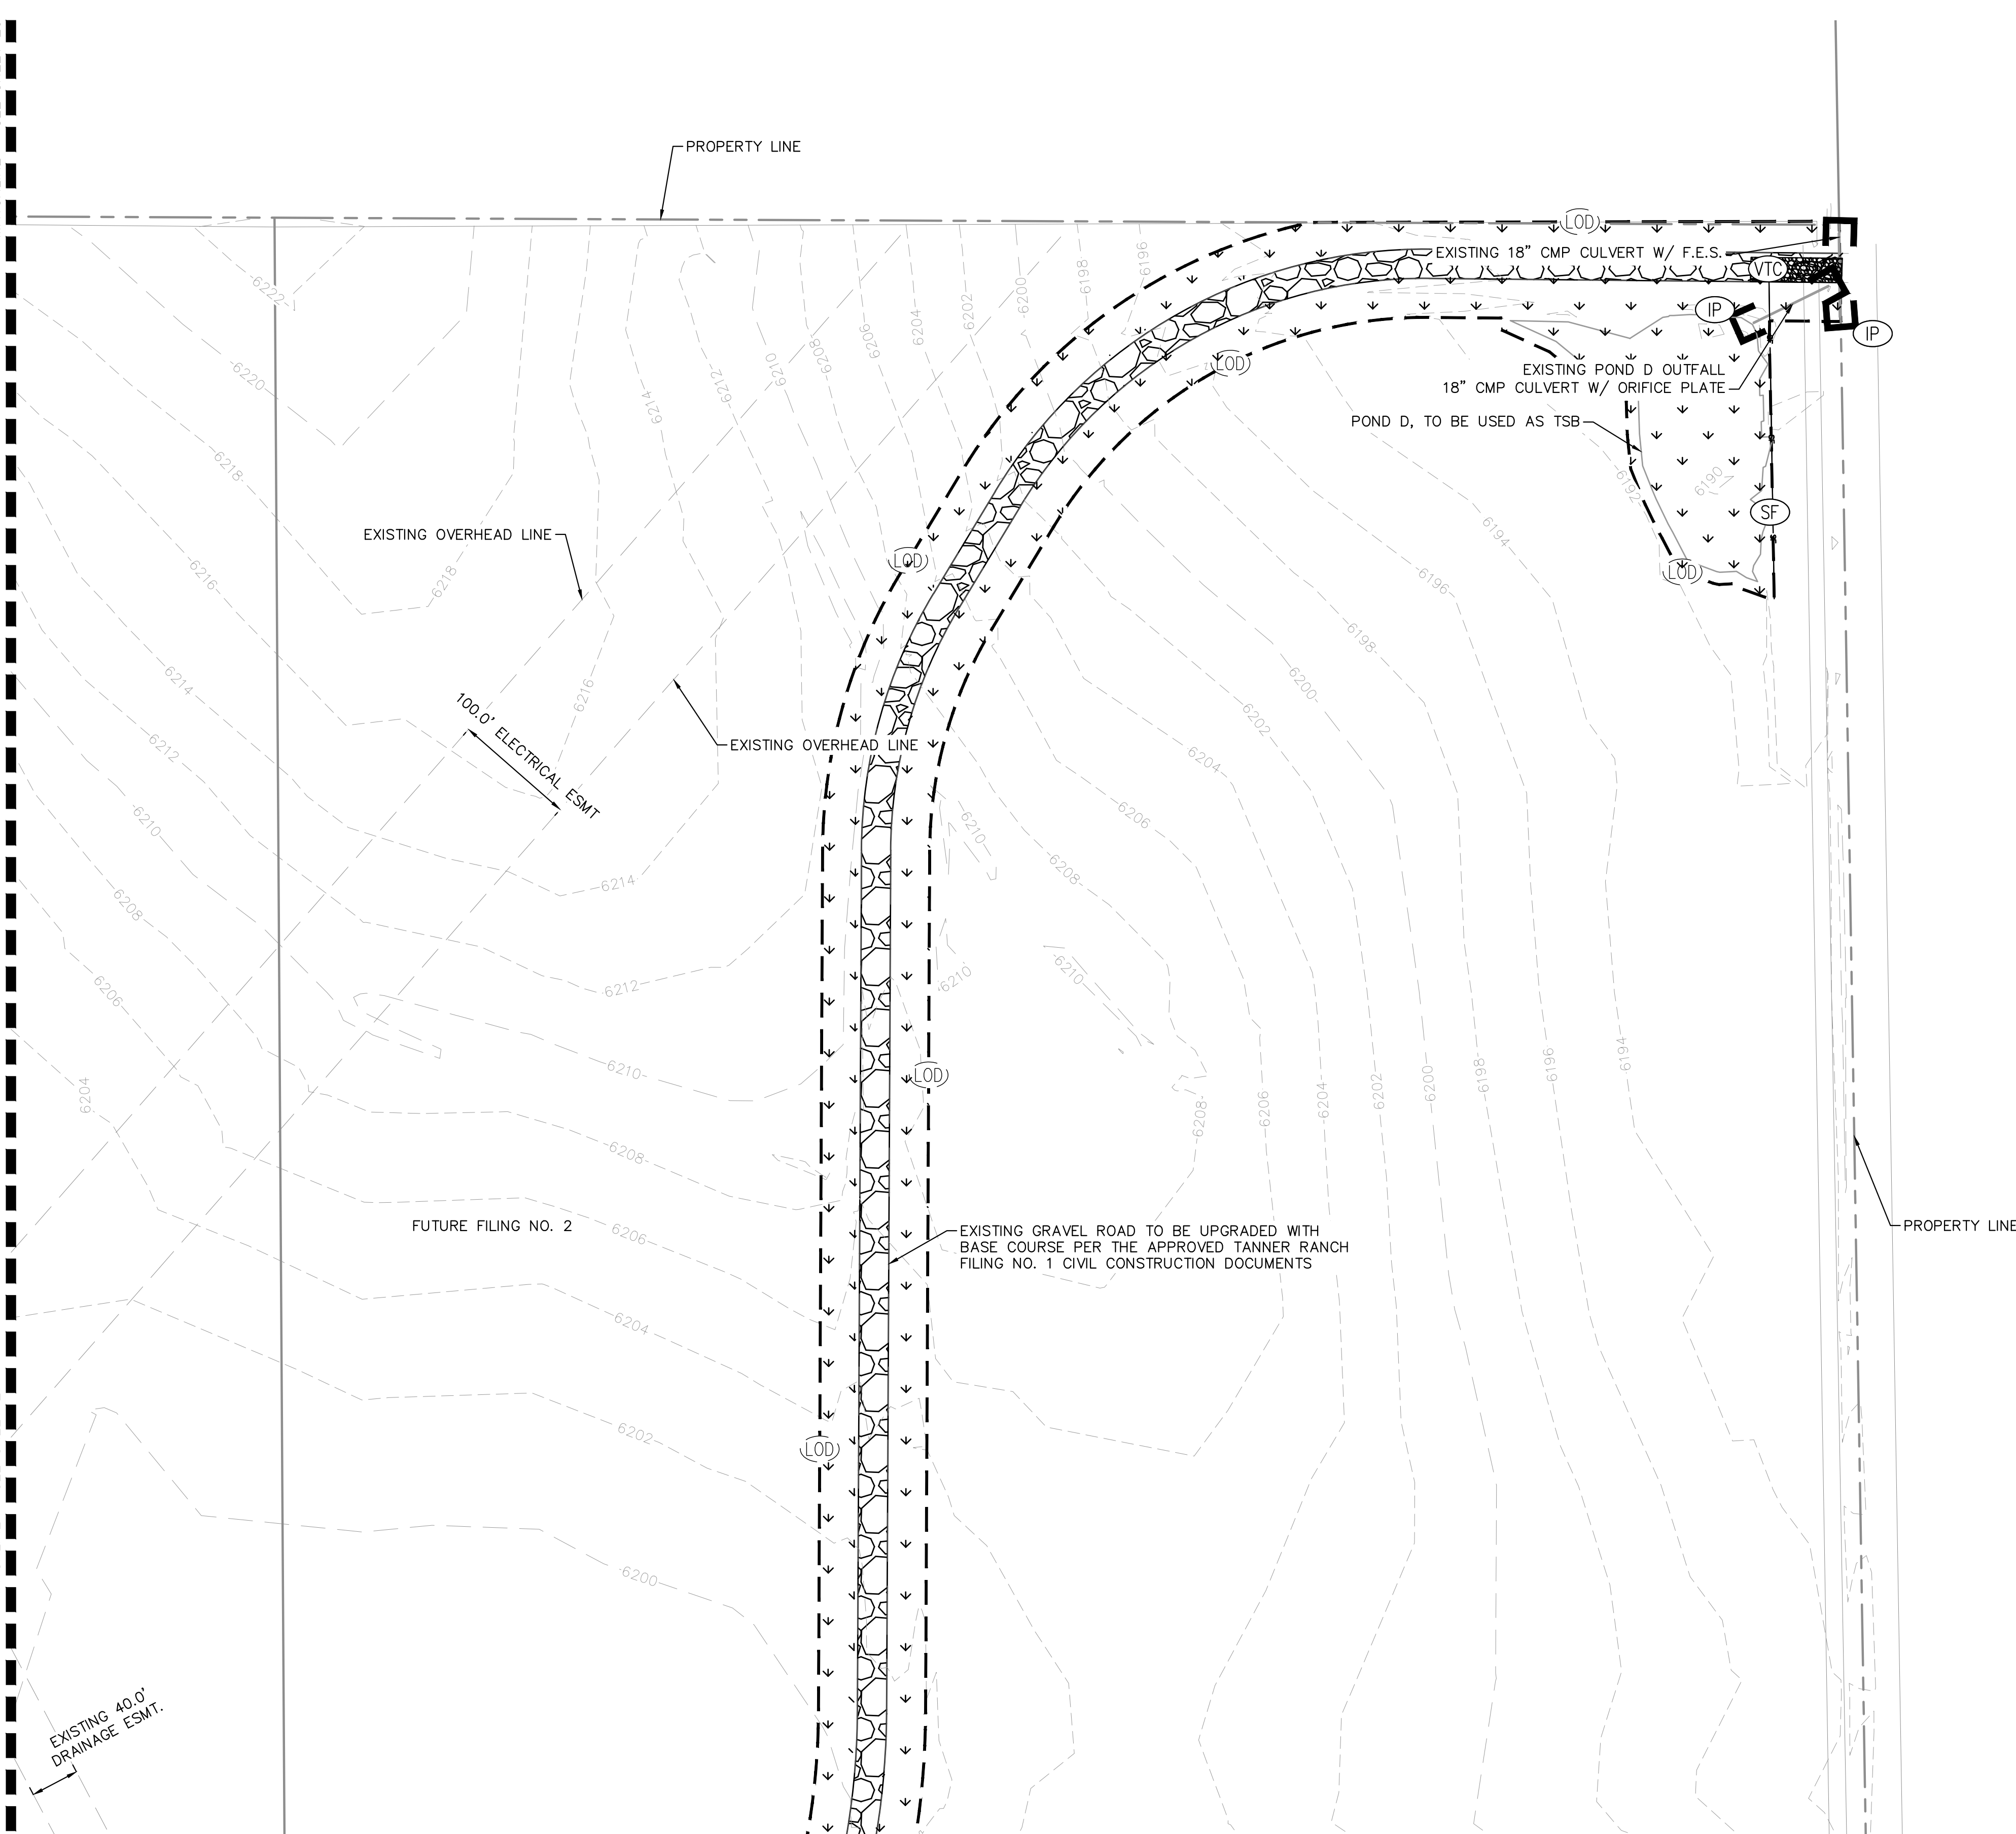 PROPERTY LINE
LOD
EXISTING 18" CMP CULVERT W/ F.E.S.
VTC
IP
IP
LOD
EXISTING POND D OUTFALL
18" CMP CULVERT W/ ORIFICE PLATE
POND D, TO BE USED AS TSB
SF
LOD
LOD
EXISTING OVERHEAD LINE
EXISTING OVERHEAD LINE
100.0' ELECTRICAL ESMT
LOD
FUTURE FILING NO. 2
EXISTING GRAVEL ROAD TO BE UPGRADED WITH
BASE COURSE PER THE APPROVED TANNER RANCH
FILING NO. 1 CIVIL CONSTRUCTION DOCUMENTS
PROPERTY LINE
LOD
EXISTING 40.0'
DRAINAGE ESMT.
6222
6220
6218
6218
6216
6216
6214
6214
6214
6212
6212
6212
6210
6210
6210
6208
6208
6208
6206
6206
6206
6204
6204
6204
6202
6202
6200
6200
6198
6196
6190
6192
6194
6196
6198
6200
6202
6204
6206
6208
6210
6210
6210
6208
6206
6204
6202
6200
6198
6196
6194